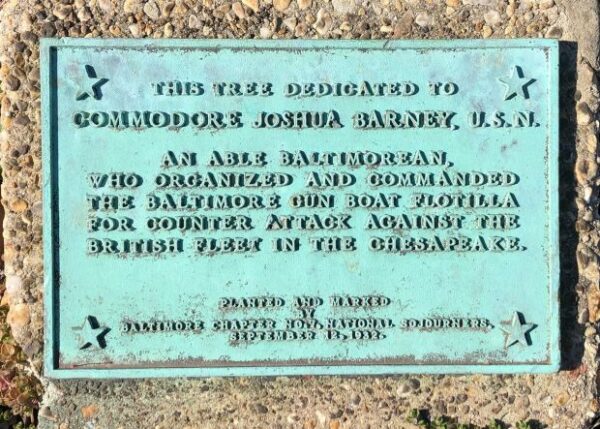 THIS TREE DEDICATED TO
COMMODORE JOSHUA BARNEY, U.S.N.
AN ABLE BALTIMOREAN,
WHO ORGANIZED AND COMMANDED
THE BALTIMORE GUN BOAT FLOTILLA
FOR COUNTER ATTACK AGAINST THE
BRITISH FLEET IN THE CHESAPEAKE.
PLANTED AND MARKED
BY
BALTIMORE CHAPTER NO. 7, NATIONAL SOJOURNERS,
SEPTEMBER 12, 1932.